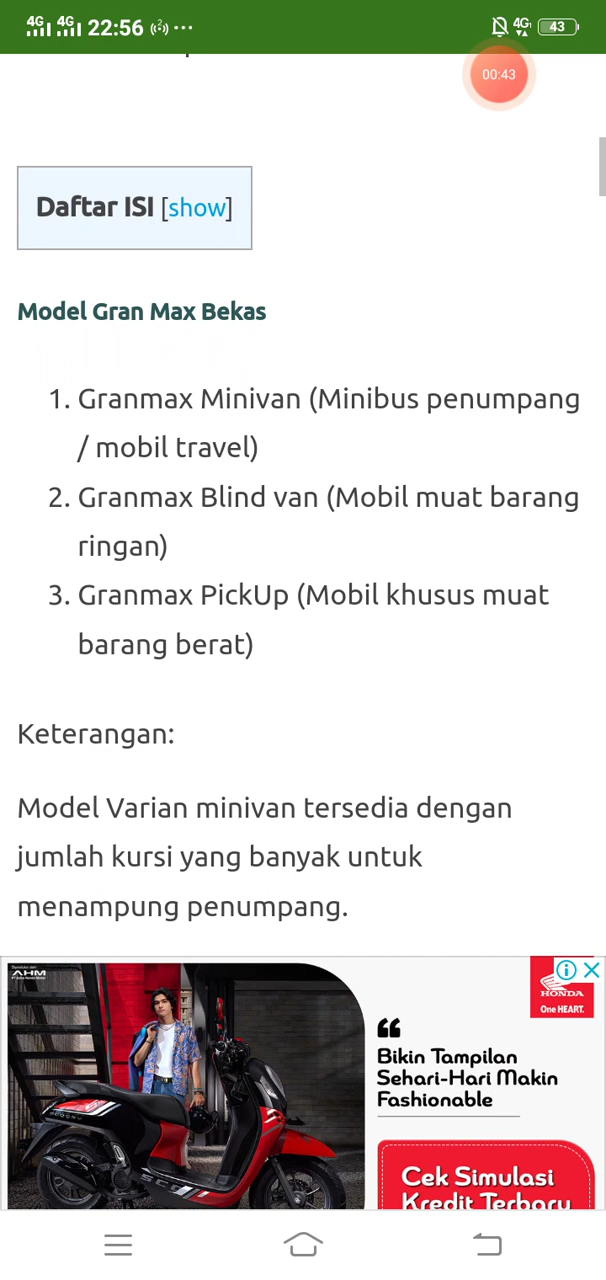 4G 4G 22:56
4G 43
00:43
Daftar ISI [show]
Model Gran Max Bekas
1. Granmax Minivan (Minibus penumpang
/ mobil travel)
2. Granmax Blind van (Mobil muat barang
ringan)
3. Granmax PickUp (Mobil khusus muat
barang berat)
Keterangan:
Model Varian minivan tersedia dengan
jumlah kursi yang banyak untuk
menampung penumpang.
AHM
HONDA
One HEART.
“
Bikin Tampilan
Sehari-Hari Makin
Fashionable
Cek Simulasi
Kredit Terbaru